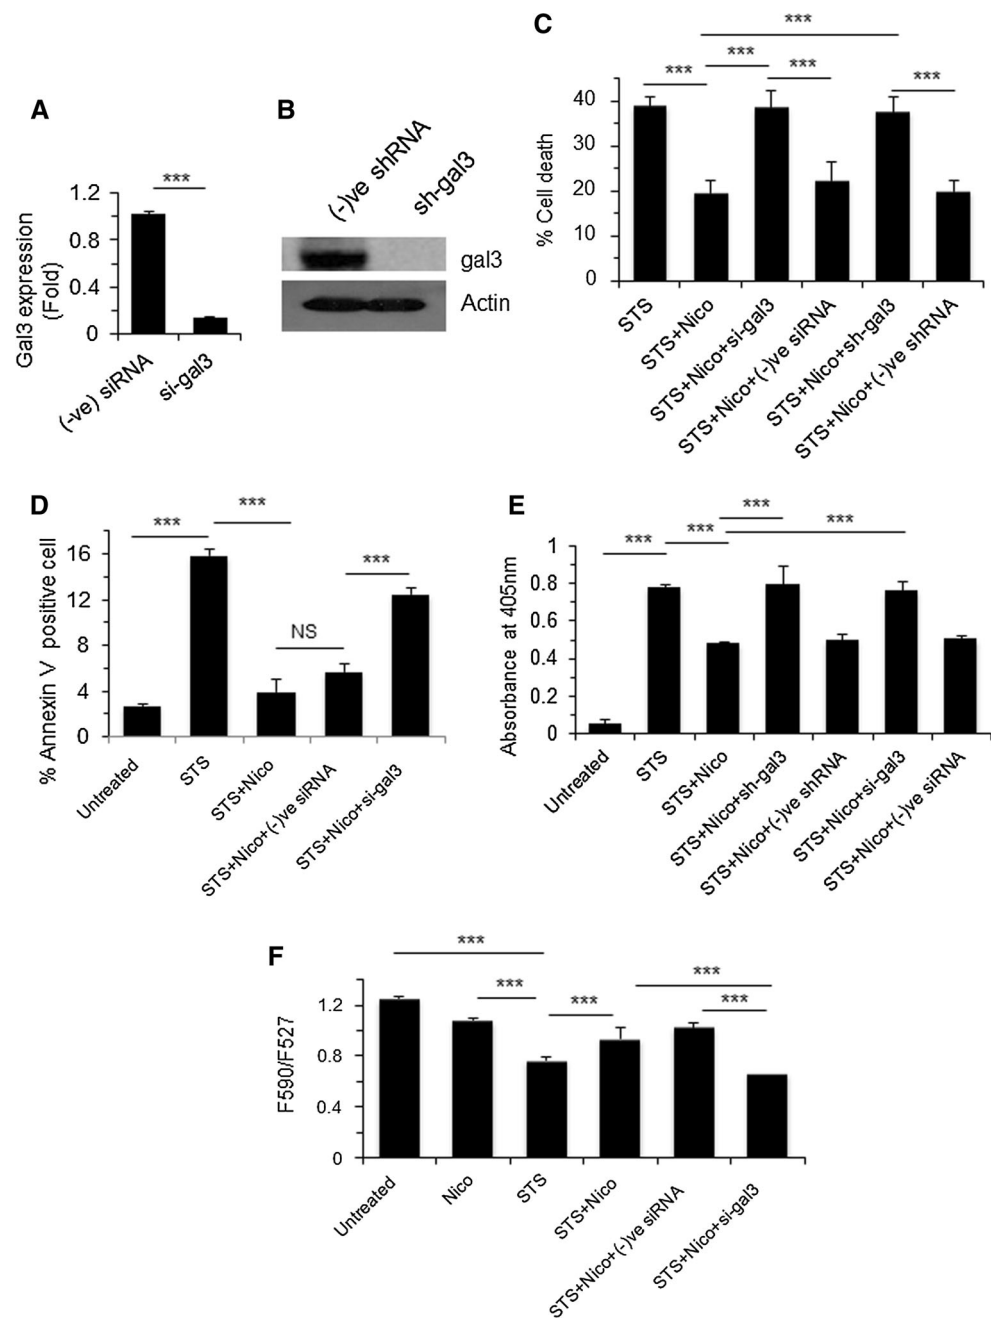 A
Gal3 expression
(Fold)
1.2
0.8
0.4
0
***
(-ve) siRNA
si-gal3
B
(-)ve shRNA
sh-gal3
gal3
Actin
C
% Cell death
40
30
20
10
0
***
***
***
***
***
STS
STS+Nico
STS+Nico+si-gal3
STS+Nico+(-)ve siRNA
STS+Nico+sh-gal3
STS+Nico+(-)ve shRNA
D
% Annexin V positive cell
16
12
8
4
0
***
***
NS
***
Untreated
STS
STS+Nico
STS+Nico+(-)ve siRNA
STS+Nico+si-gal3
E
Absorbance at 405nm
1
0.8
0.6
0.4
0.2
0
***
***
***
***
Untreated
STS
STS+Nico
STS+Nico+sh-gal3
STS+Nico+(-)ve shRNA
STS+Nico+si-gal3
STS+Nico+(-)ve siRNA
F
F590/F527
1.2
0.8
0.4
0
***
***
***
***
***
Untreated
Nico
STS
STS+Nico
STS+Nico+(-)ve siRNA
STS+Nico+si-gal3